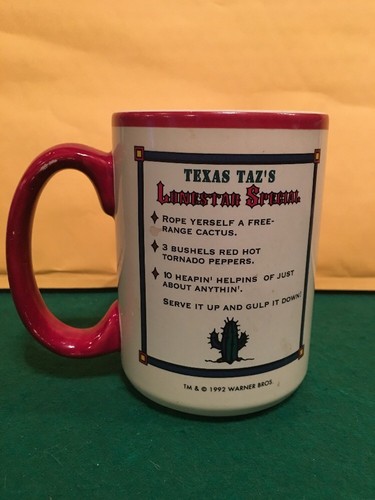 TEXAS TAZ'S
LONESTAR SPECIAL
ROPE YERSELF A FREE-
RANGE CACTUS.
3 BUSHELS RED HOT
TORNADO PEPPERS.
10 HEAPIN' HELPINS' OF JUST
ABOUT ANYTHIN'.
SERVE IT UP AND GULP IT DOWN!
TM & © 1992 WARNER BROS.